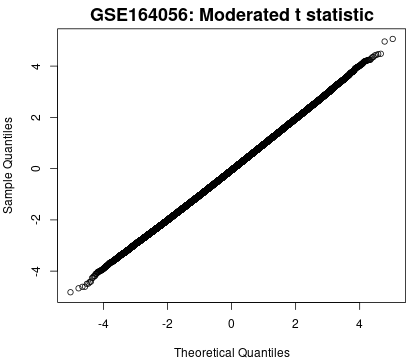 GSE164056: Moderated t statistic
Sample Quantiles
4
2
0
-2
-4
-4 -2 0 2 4
Theoretical Quantiles